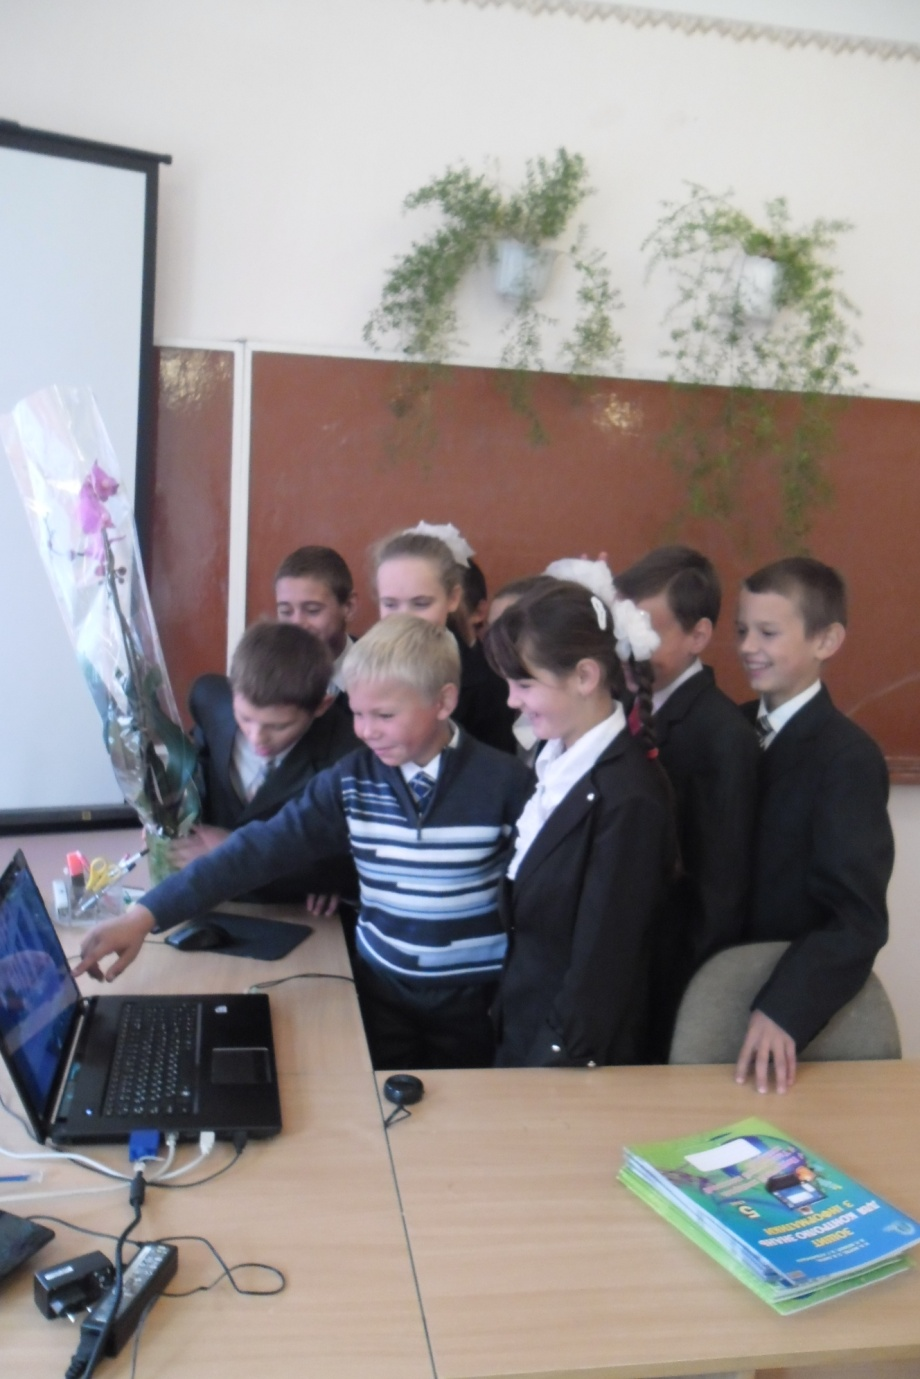 ЗОШИТ
ДЛЯ КОНТРОЛЮ ЗНАНЬ
З ІНФОРМАТИКИ
5